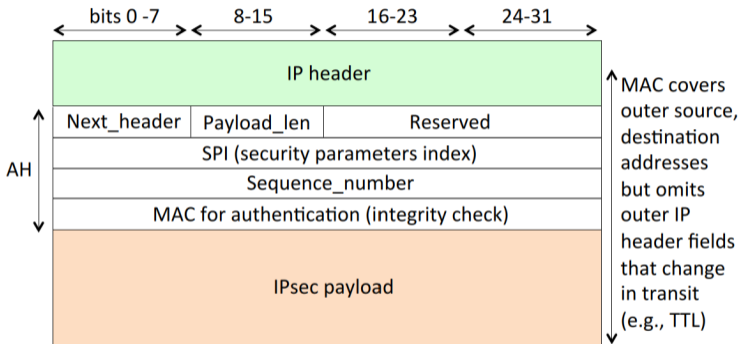 bits 0 -7 8-15 16-23 24-31
IP header
Next_header Payload_len Reserved
SPI (security parameters index)
Sequence_number
MAC for authentication (integrity check)
AH
IPsec payload
MAC covers
outer source,
destination
addresses
but omits
outer IP
header fields
that change
in transit
(e.g., TTL)